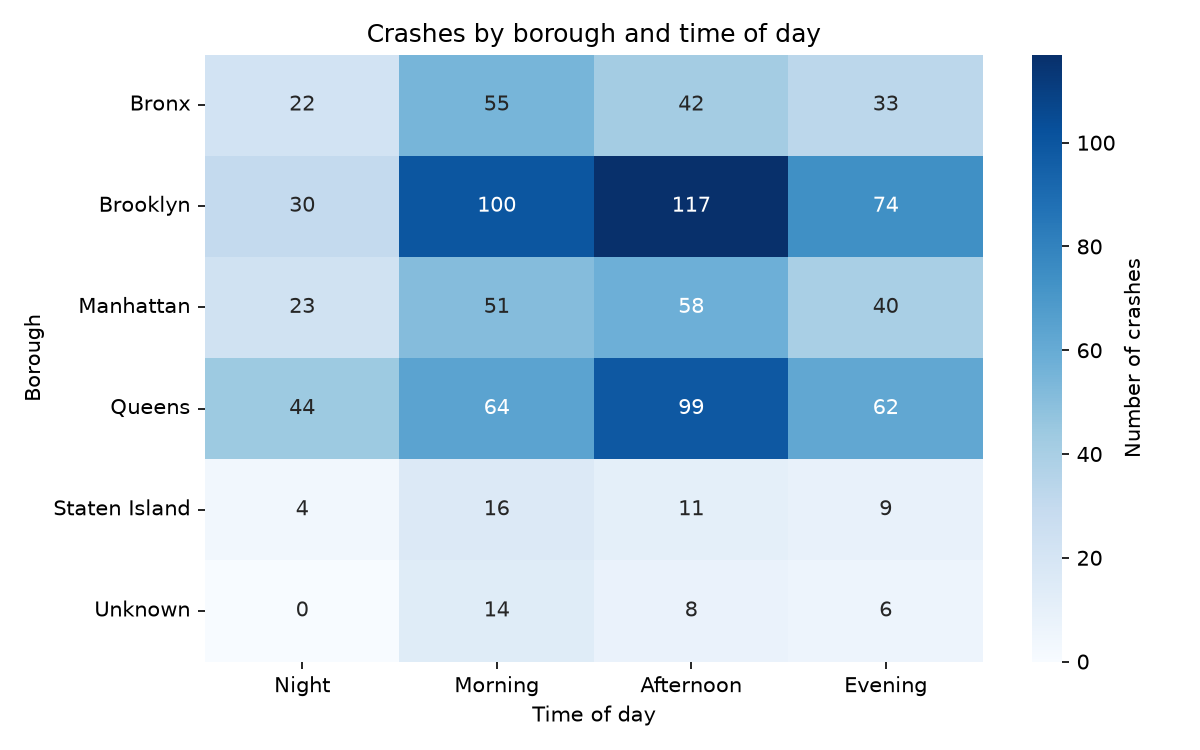 Crashes by borough and time of day
Bronx 22 55 42 33
Brooklyn 30 100 117 74
Manhattan 23 51 58 40
Queens 44 64 99 62
Staten Island 4 16 11 9
Unknown 0 14 8 6
Night Morning Afternoon Evening
Time of day
Borough
100
80
60
40
20
0
Number of crashes